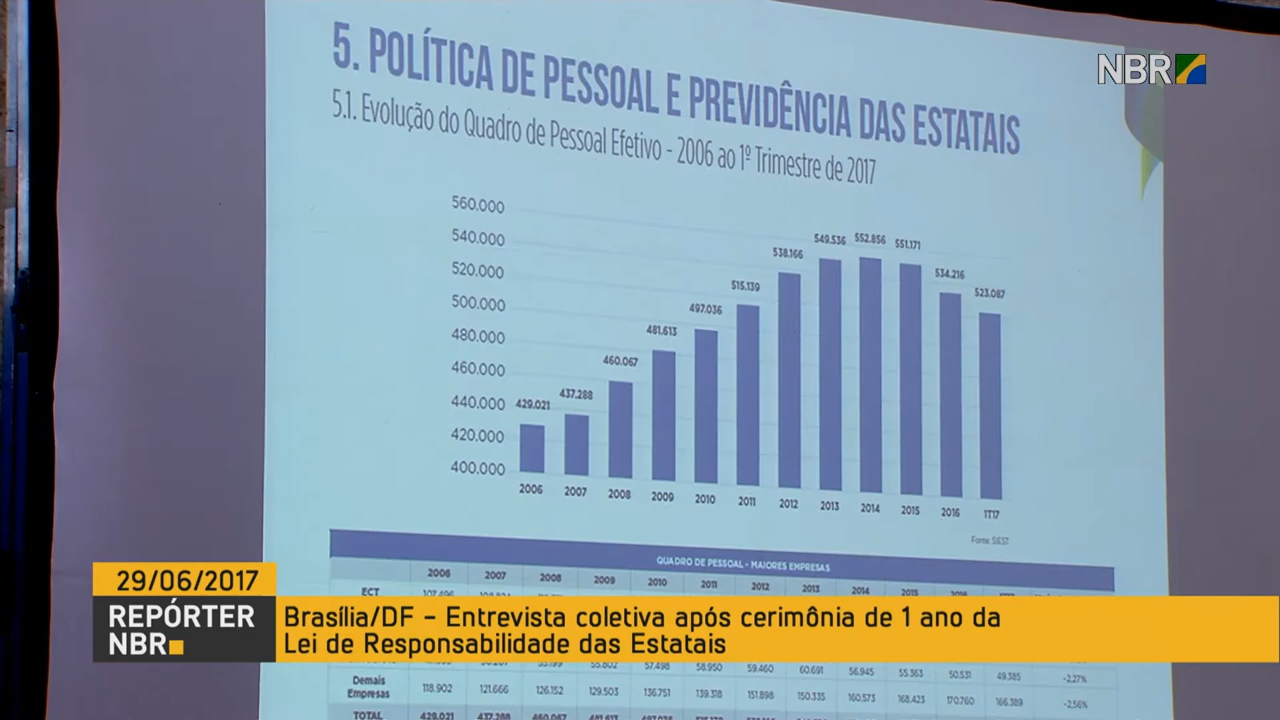 NBR
5. POLÍTICA DE PESSOAL E PREVIDÊNCIA DAS ESTATAIS
5.1. Evolução do Quadro de Pessoal Efetivo - 2006 ao 1º Trimestre de 2017
560.000
540.000
520.000
500.000
480.000
460.000
440.000
420.000
400.000
429.021 437.288 460.067 481.613 497.036 515.139 538.166 549.536 552.856 551.171 534.216 523.087
2006 2007 2008 2009 2010 2011 2012 2013 2014 2015 2016 1T17
Fonte: SIEST
QUADRO DE PESSOAL - MAIORES EMPRESAS
2006 2007 2008 2009 2010 2011 2012 2013 2014 2015 2016
ECT
29/06/2017
REPÓRTER
NBR
Brasília/DF – Entrevista coletiva após cerimônia de 1 ano da
Lei de Responsabilidade das Estatais
55.802 57.498 58.950 59.460 60.691 56.945 55.363 50.531 49.385 -2,27%
Demais
Empresas
118.902 121.666 126.152 129.503 136.751 139.318 151.898 150.335 160.573 168.423 170.760 166.389 -2,56%
TOTAL 429.021 437.288 460.067 481.613